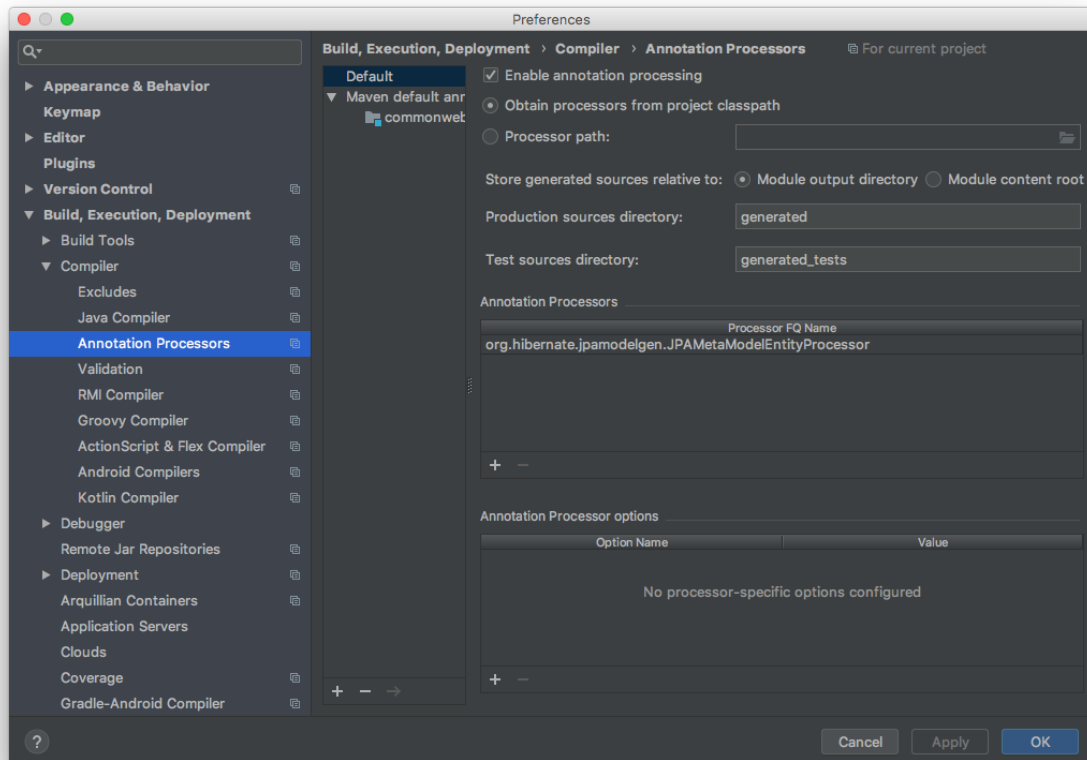 Preferences
Appearance & Behavior
Keymap
Editor
Plugins
Version Control
Build, Execution, Deployment
Build Tools
Compiler
Excludes
Java Compiler
Annotation Processors
Validation
RMI Compiler
Groovy Compiler
ActionScript & Flex Compiler
Android Compilers
Kotlin Compiler
Debugger
Remote Jar Repositories
Deployment
Arquillian Containers
Application Servers
Clouds
Coverage
Gradle-Android Compiler
Build, Execution, Deployment › Compiler › Annotation Processors For current project
Default
Maven default anr
commonweb
Enable annotation processing
Obtain processors from project classpath
Processor path:
Store generated sources relative to: Module output directory Module content root
Production sources directory: generated
Test sources directory: generated_tests
Annotation Processors
Processor FQ Name
org.hibernate.jpamodelgen.JPAMetaModelEntityProcessor
Annotation Processor options
Option Name Value
No processor-specific options configured
? Cancel Apply OK